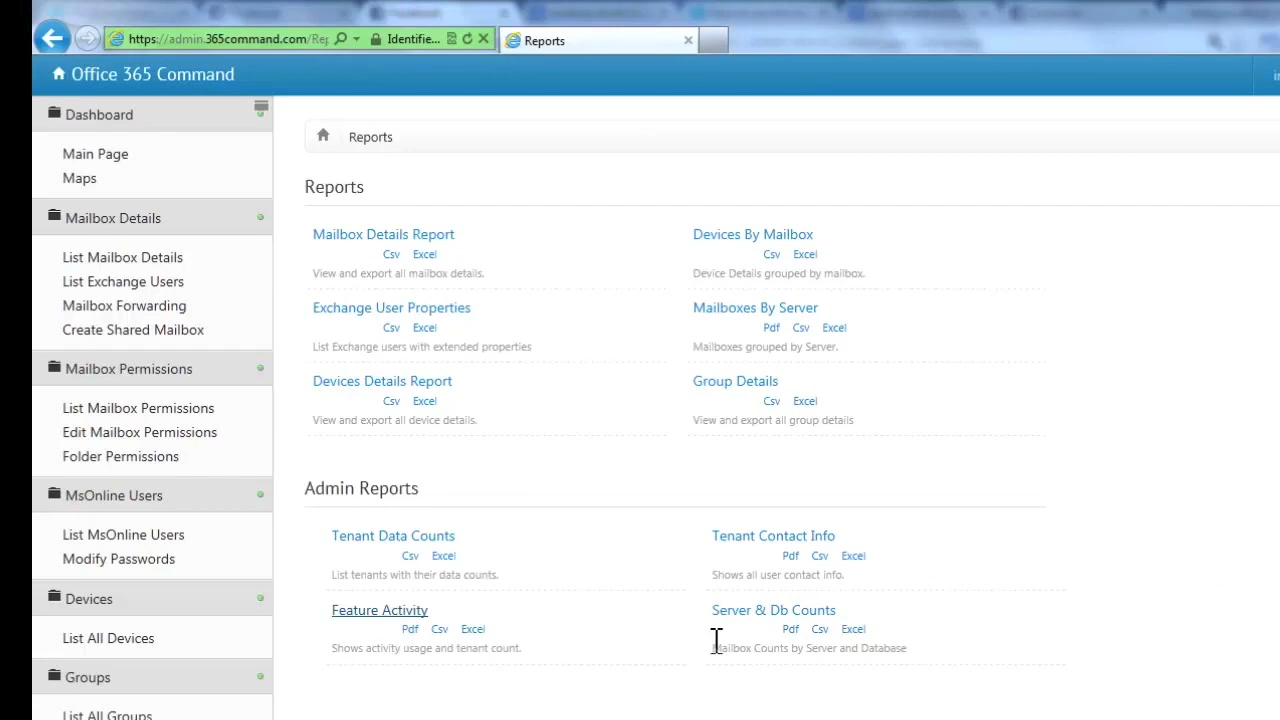 https://admin.365command.com/Rep
Identifie...
Reports
Office 365 Command
Dashboard
Main Page
Maps
Mailbox Details
List Mailbox Details
List Exchange Users
Mailbox Forwarding
Create Shared Mailbox
Mailbox Permissions
List Mailbox Permissions
Edit Mailbox Permissions
Folder Permissions
MsOnline Users
List MsOnline Users
Modify Passwords
Devices
List All Devices
Groups
List All Groups
Reports
Reports
Mailbox Details Report
Csv Excel
View and export all mailbox details.
Devices By Mailbox
Csv Excel
Device Details grouped by mailbox.
Exchange User Properties
Csv Excel
List Exchange users with extended properties
Mailboxes By Server
Pdf Csv Excel
Mailboxes grouped by Server.
Devices Details Report
Csv Excel
View and export all device details.
Group Details
Csv Excel
View and export all group details
Admin Reports
Tenant Data Counts
Csv Excel
List tenants with their data counts.
Tenant Contact Info
Pdf Csv Excel
Shows all user contact info.
Feature Activity
Pdf Csv Excel
Shows activity usage and tenant count.
Server & Db Counts
Pdf Csv Excel
Mailbox Counts by Server and Database